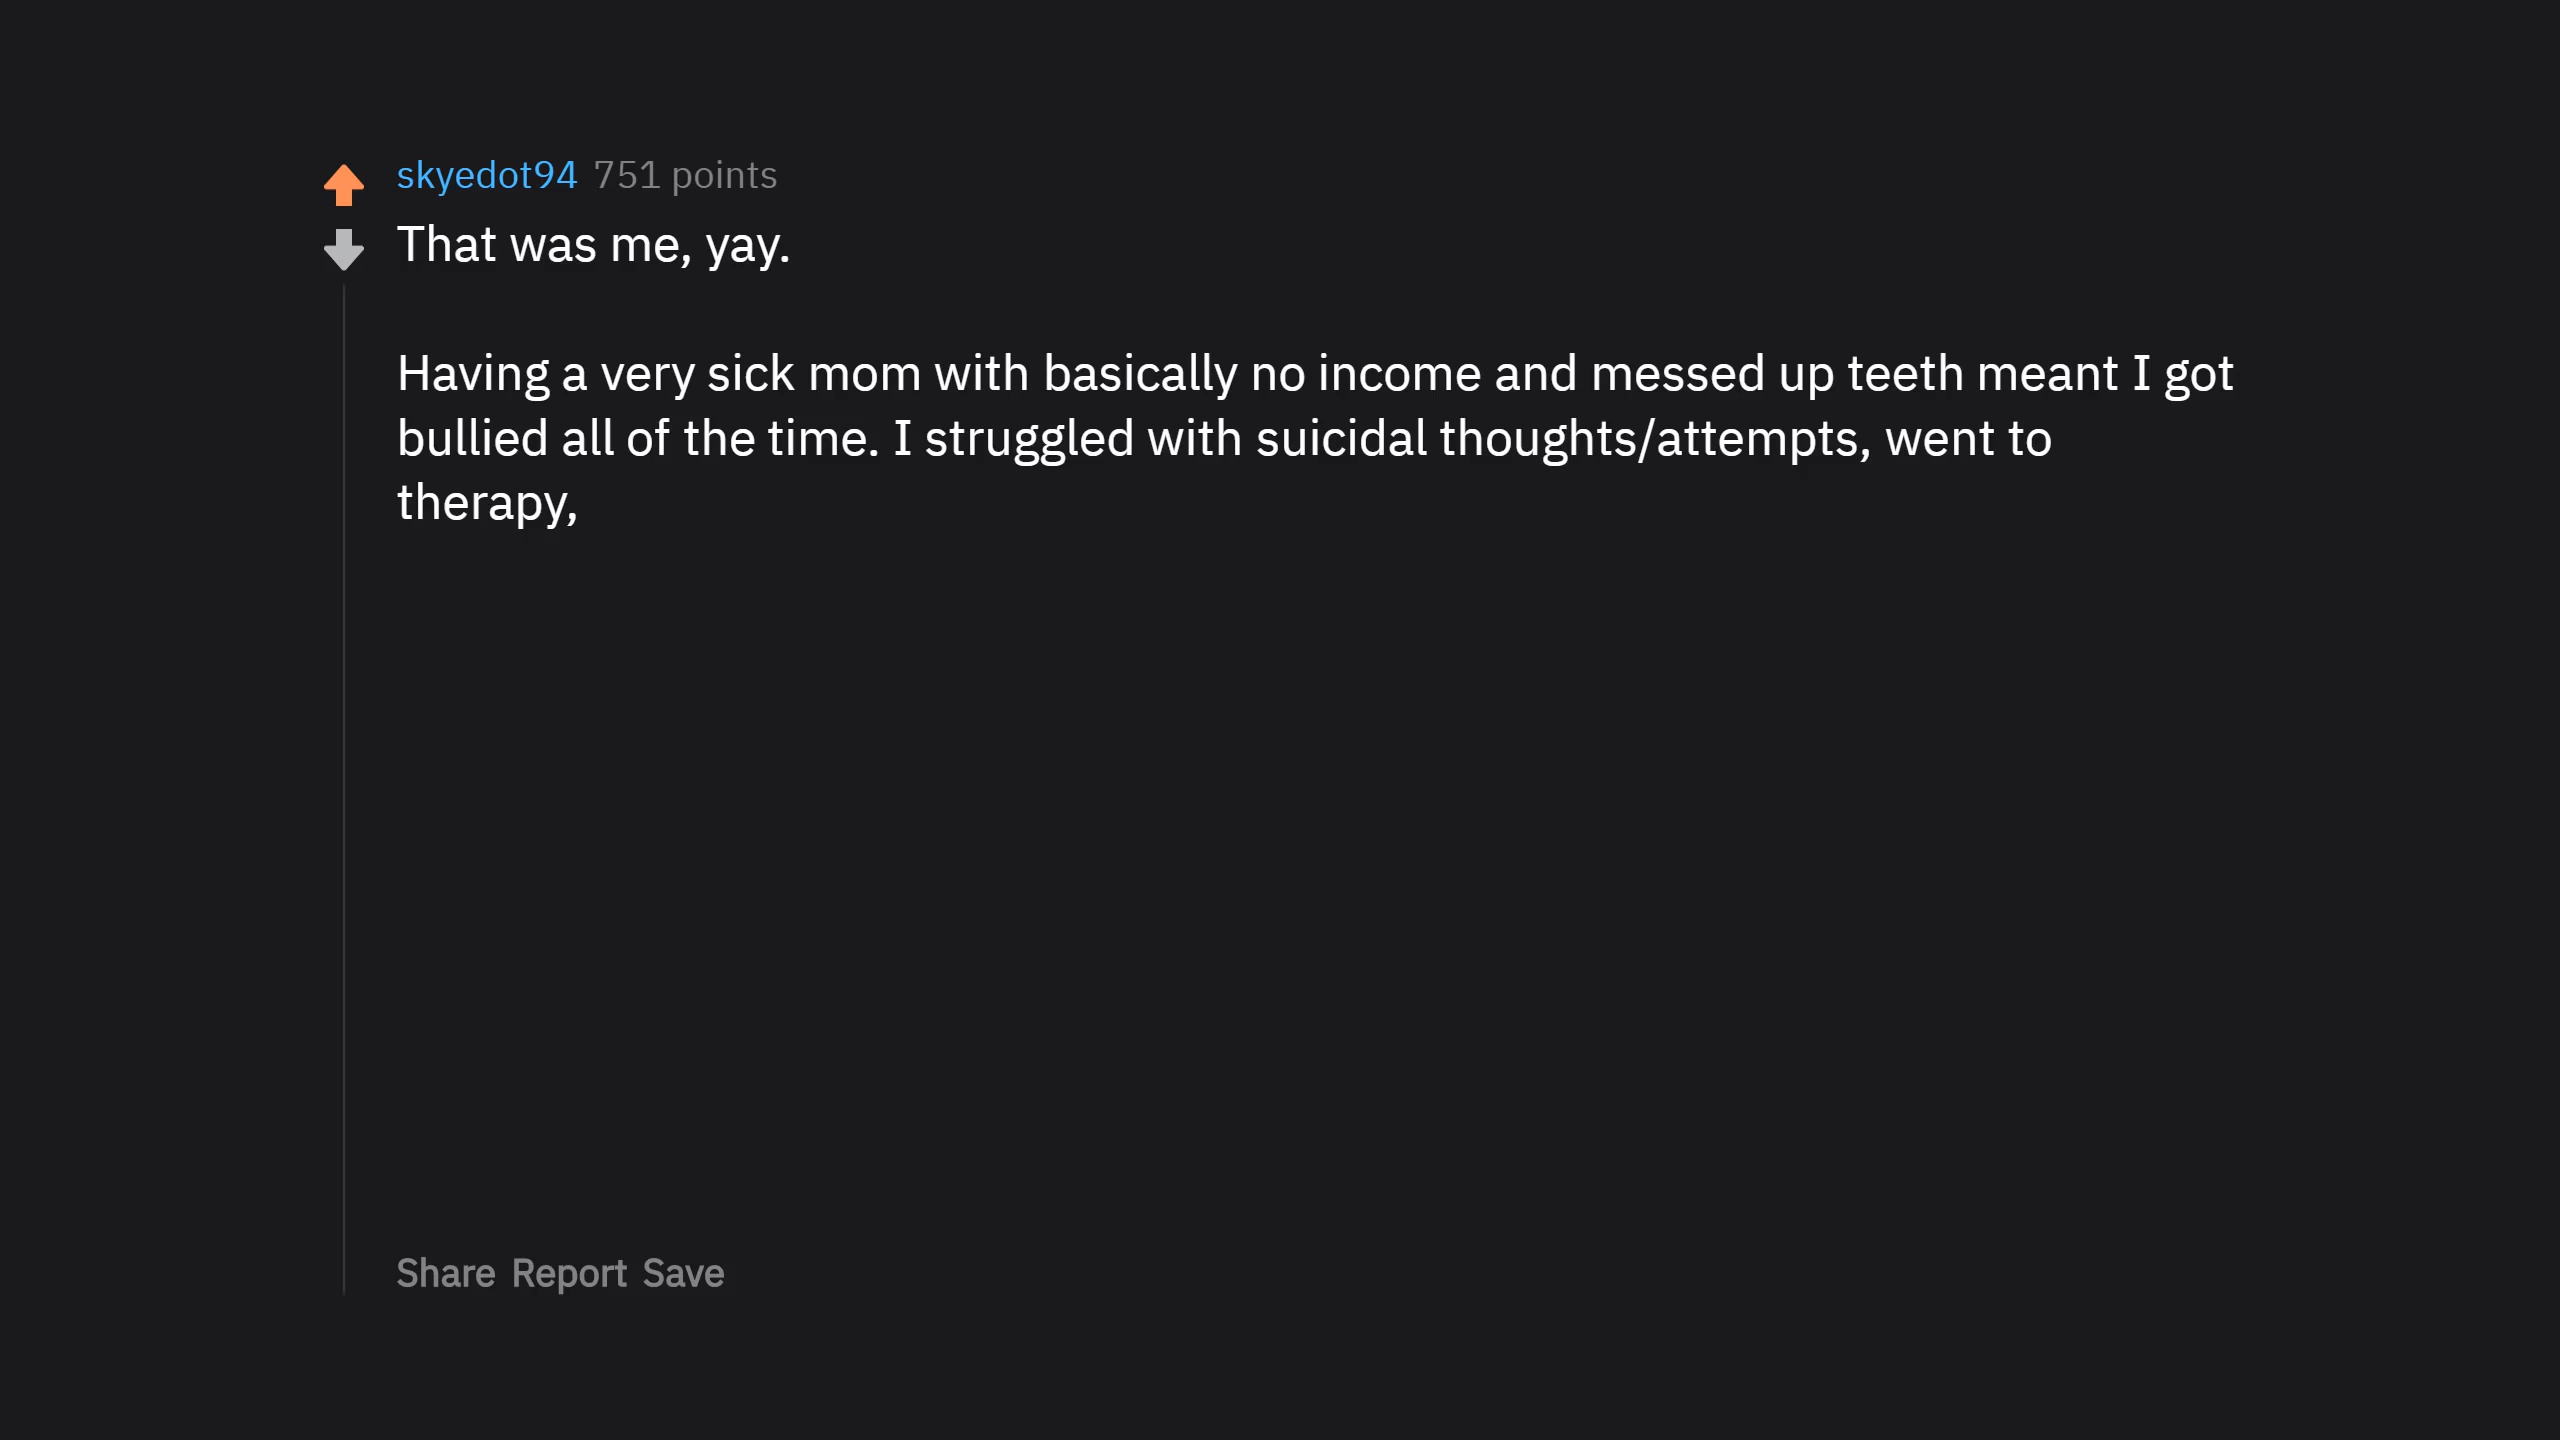 skyedot94 751 points
That was me, yay.
Having a very sick mom with basically no income and messed up teeth meant I got
bullied all of the time. I struggled with suicidal thoughts/attempts, went to
therapy,
Share Report Save